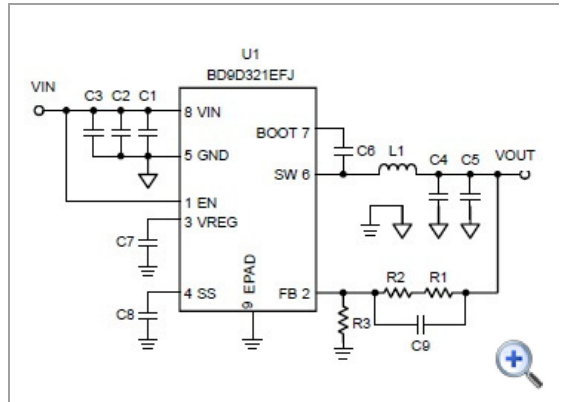 U1
BD9D321EFJ
VIN
C3 C2 C1
8 VIN
BOOT 7
C6
L1
C4 C5
VOUT
5 GND
SW 6
1 EN
3 VREG
C7
4 SS
C8
9 EPAD
FB 2
R2 R1
R3
C9